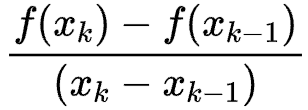 f(x_k) − f(x_{k−1})
(x_k − x_{k−1})